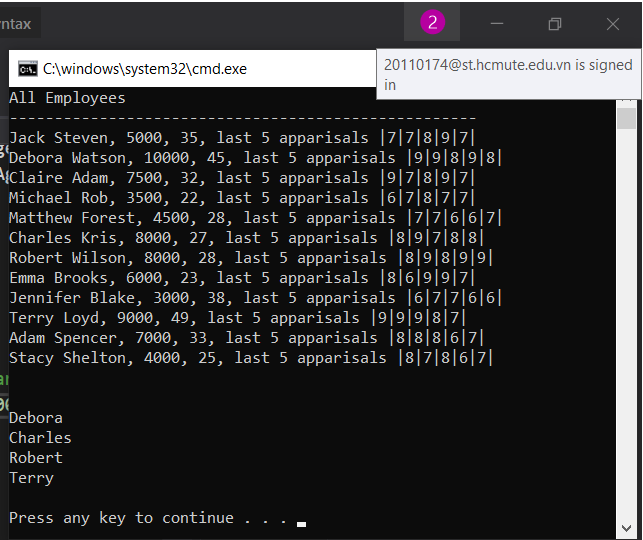 ntax
2
C:\windows\system32\cmd.exe
20110174@st.hcmute.edu.vn is signed
in
All Employees
----------------------------------------------------
Jack Steven, 5000, 35, last 5 apparisals |7|7|8|9|7|
Debora Watson, 10000, 45, last 5 apparisals |9|9|8|9|8|
Claire Adam, 7500, 32, last 5 apparisals |9|7|8|9|7|
Michael Rob, 3500, 22, last 5 apparisals |6|7|8|7|7|
Matthew Forest, 4500, 28, last 5 apparisals |7|7|6|6|7|
Charles Kris, 8000, 27, last 5 apparisals |8|9|7|8|8|
Robert Wilson, 8000, 28, last 5 apparisals |8|9|8|9|9|
Emma Brooks, 6000, 23, last 5 apparisals |8|6|9|9|7|
Jennifer Blake, 3000, 38, last 5 apparisals |6|7|7|6|6|
Terry Loyd, 9000, 49, last 5 apparisals |9|9|9|8|7|
Adam Spencer, 7000, 33, last 5 apparisals |8|8|8|6|7|
Stacy Shelton, 4000, 25, last 5 apparisals |8|7|8|6|7|
Debora
Charles
Robert
Terry
Press any key to continue . . .